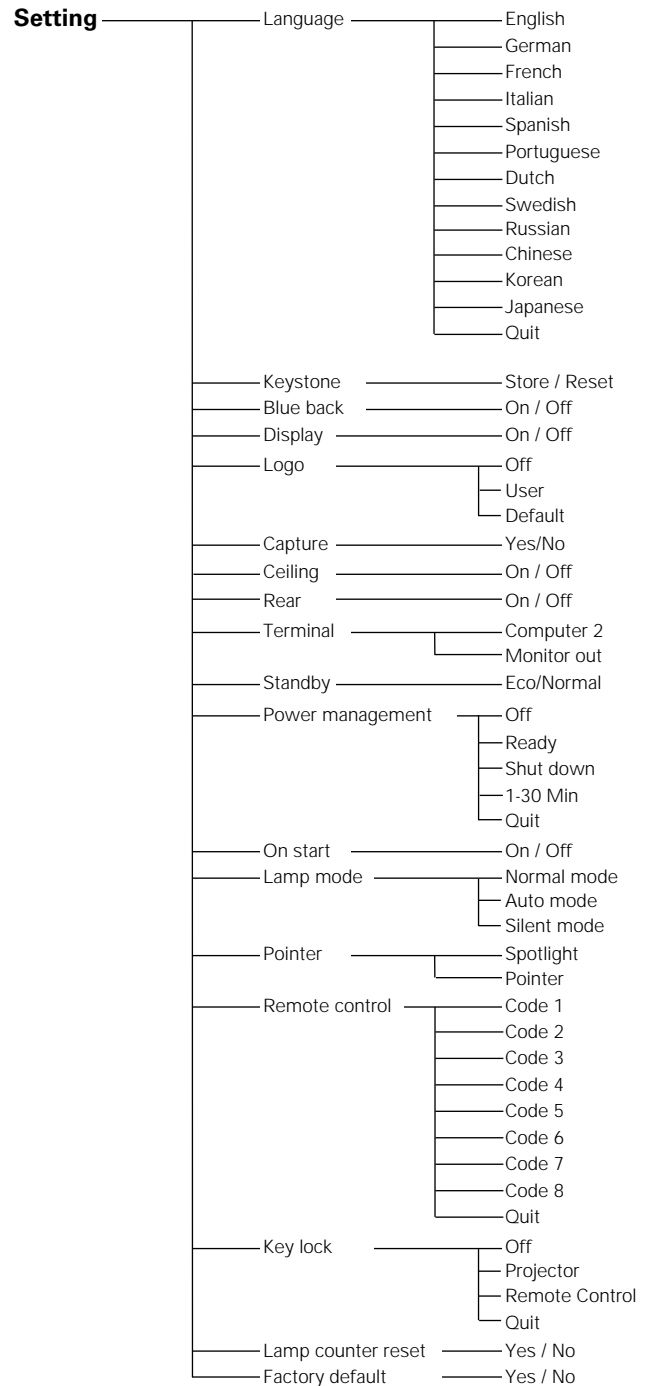 Setting Language English
German
French
Italian
Spanish
Portuguese
Dutch
Swedish
Russian
Chinese
Korean
Japanese
Quit
Keystone Store / Reset
Blue back On / Off
Display On / Off
Logo Off
User
Default
Capture Yes/No
Ceiling On / Off
Rear On / Off
Terminal Computer 2
Monitor out
Standby Eco/Normal
Power management Off
Ready
Shut down
1-30 Min
Quit
On start On / Off
Lamp mode Normal mode
Auto mode
Silent mode
Pointer Spotlight
Pointer
Remote control Code 1
Code 2
Code 3
Code 4
Code 5
Code 6
Code 7
Code 8
Quit
Key lock Off
Projector
Remote Control
Quit
Lamp counter reset Yes / No
Factory default Yes / No